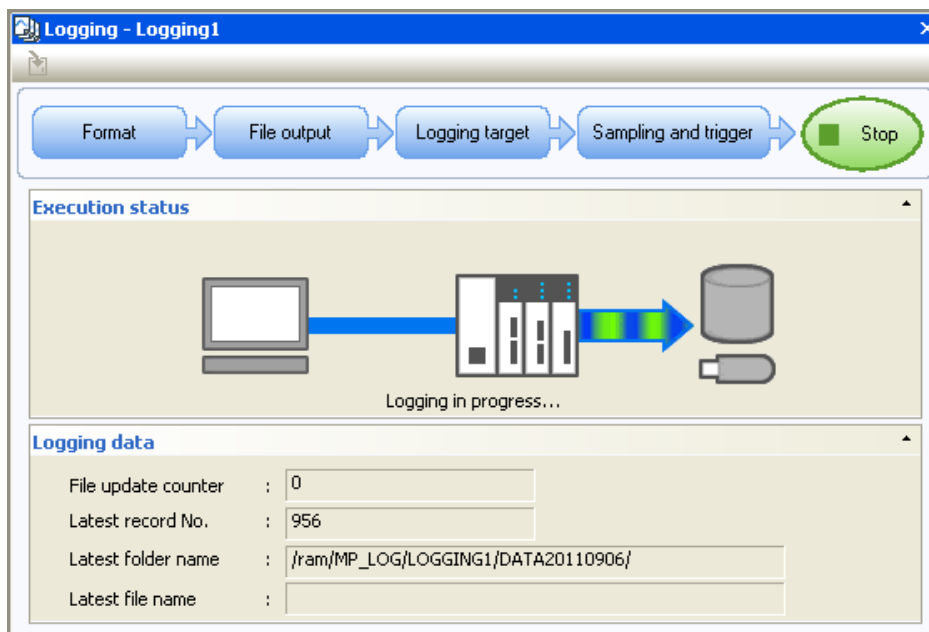 Logging - Logging1
Format File output Logging target Sampling and trigger Stop
Execution status
Logging in progress...
Logging data
File update counter : 0
Latest record No. : 956
Latest folder name : /ram/MP_LOG/LOGGING1/DATA20110906/
Latest file name :